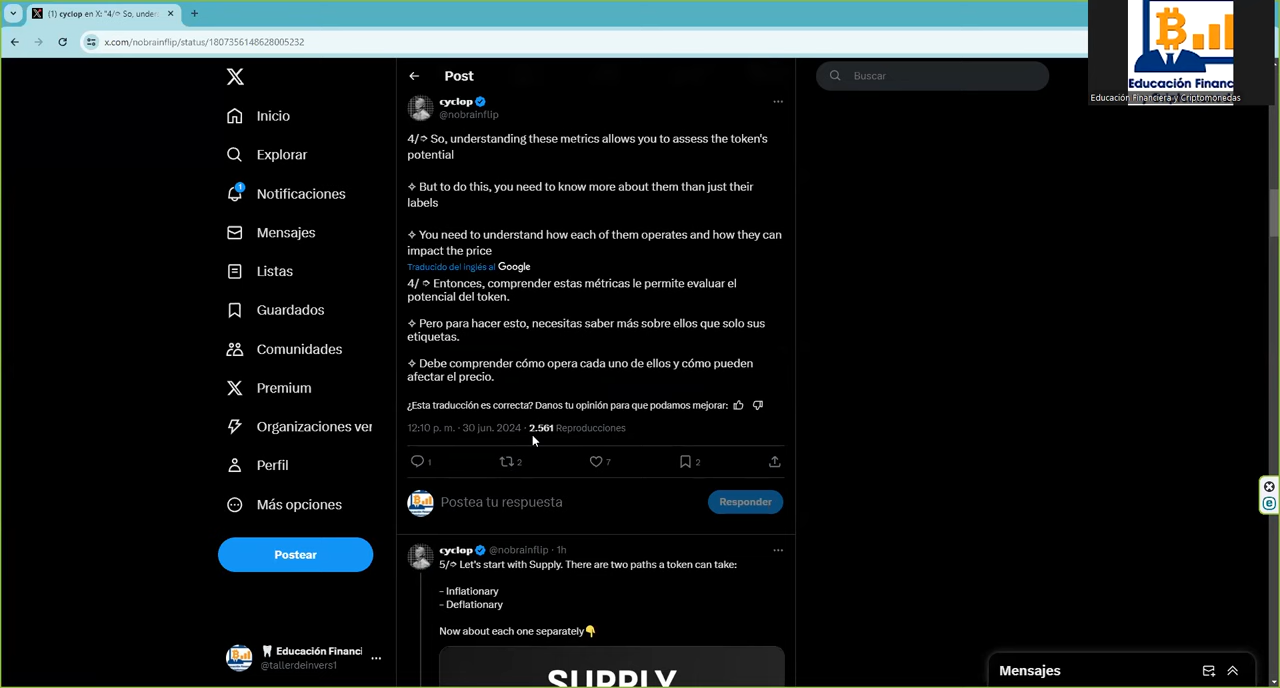 (1) cyclop en X: "4/➮ So, under
x.com/nobrainflip/status/1807356148628005232
Educación Financ
Educación Financiera y Criptomonedas
Inicio
Explorar
1
Notificaciones
Mensajes
Listas
Guardados
Comunidades
Premium
Organizaciones ver
Perfil
Más opciones
Postear
Educación Financi
@tallerdeinvers1
Post
cyclop
@nobrainflip
4/➮ So, understanding these metrics allows you to assess the token's
potential
✧ But to do this, you need to know more about them than just their
labels
✧ You need to understand how each of them operates and how they can
impact the price
Traducido del inglés al Google
4/ ➮ Entonces, comprender estas métricas le permite evaluar el
potencial del token.
✧ Pero para hacer esto, necesitas saber más sobre ellos que solo sus
etiquetas.
✧ Debe comprender cómo opera cada uno de ellos y cómo pueden
afectar el precio.
¿Esta traducción es correcta? Danos tu opinión para que podamos mejorar:
12:10 p. m. · 30 jun. 2024 · 2.561 Reproducciones
1 2 7 2
Postea tu respuesta
Responder
cyclop @nobrainflip · 1h
5/➮ Let's start with Supply. There are two paths a token can take:
- Inflationary
- Deflationary
Now about each one separately👇
SUPPLY
Buscar
Mensajes